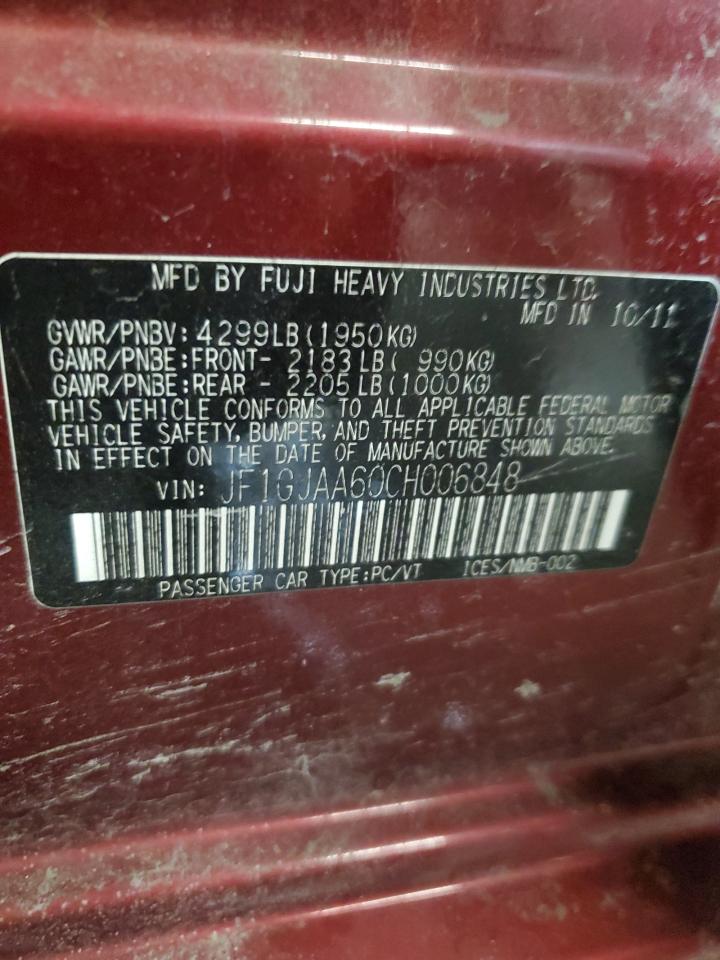 MFD BY FUJI HEAVY INDUSTRIES LTD.
MFD IN 10/11
GVWR/PNBV: 4299LB(1950KG)
GAWR/PNBE:FRONT- 2183LB( 990KG)
GAWR/PNBE:REAR - 2205LB(1000KG)
THIS VEHICLE CONFORMS TO ALL APPLICABLE FEDERAL MOTOR
VEHICLE SAFETY, BUMPER, AND THEFT PREVENTION STANDARDS
IN EFFECT ON THE DATE OF MANUFACTURE SHOWN ABOVE.
VIN: JF1GJAA60CH006848
PASSENGER CAR TYPE:PC/VT ICES/NMB-002